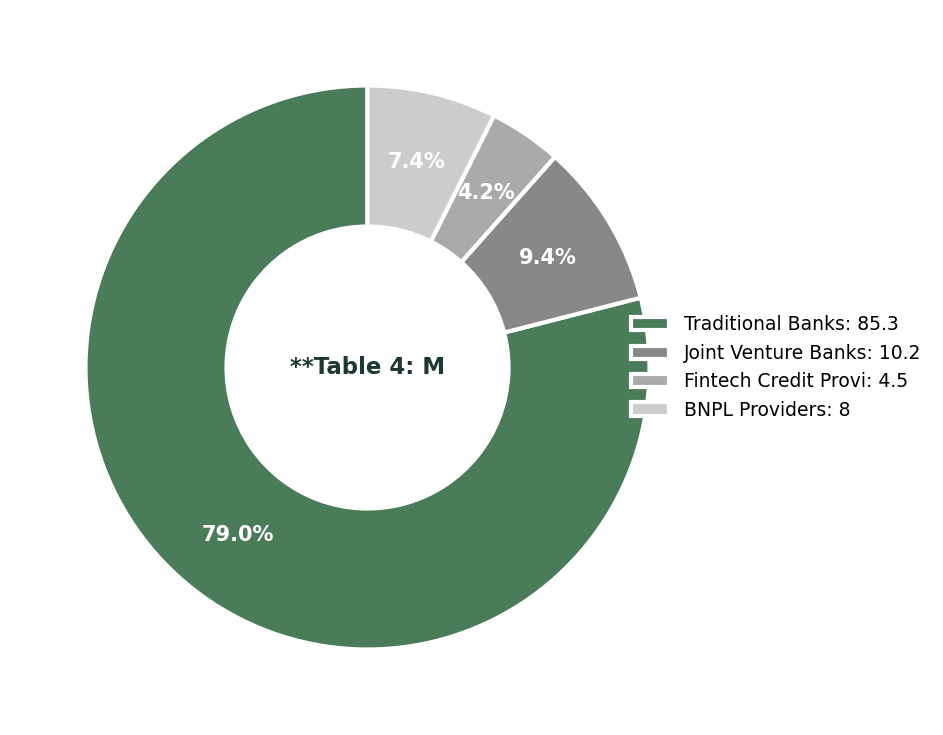 7.4%
4.2%
9.4%
**Table 4: M
79.0%
Traditional Banks: 85.3
Joint Venture Banks: 10.2
Fintech Credit Provi: 4.5
BNPL Providers: 8